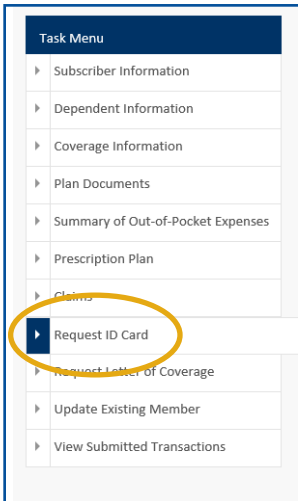 Task Menu
Subscriber Information
Dependent Information
Coverage Information
Plan Documents
Summary of Out-of-Pocket Expenses
Prescription Plan
Claims
Request ID Card
Request Letter of Coverage
Update Existing Member
View Submitted Transactions